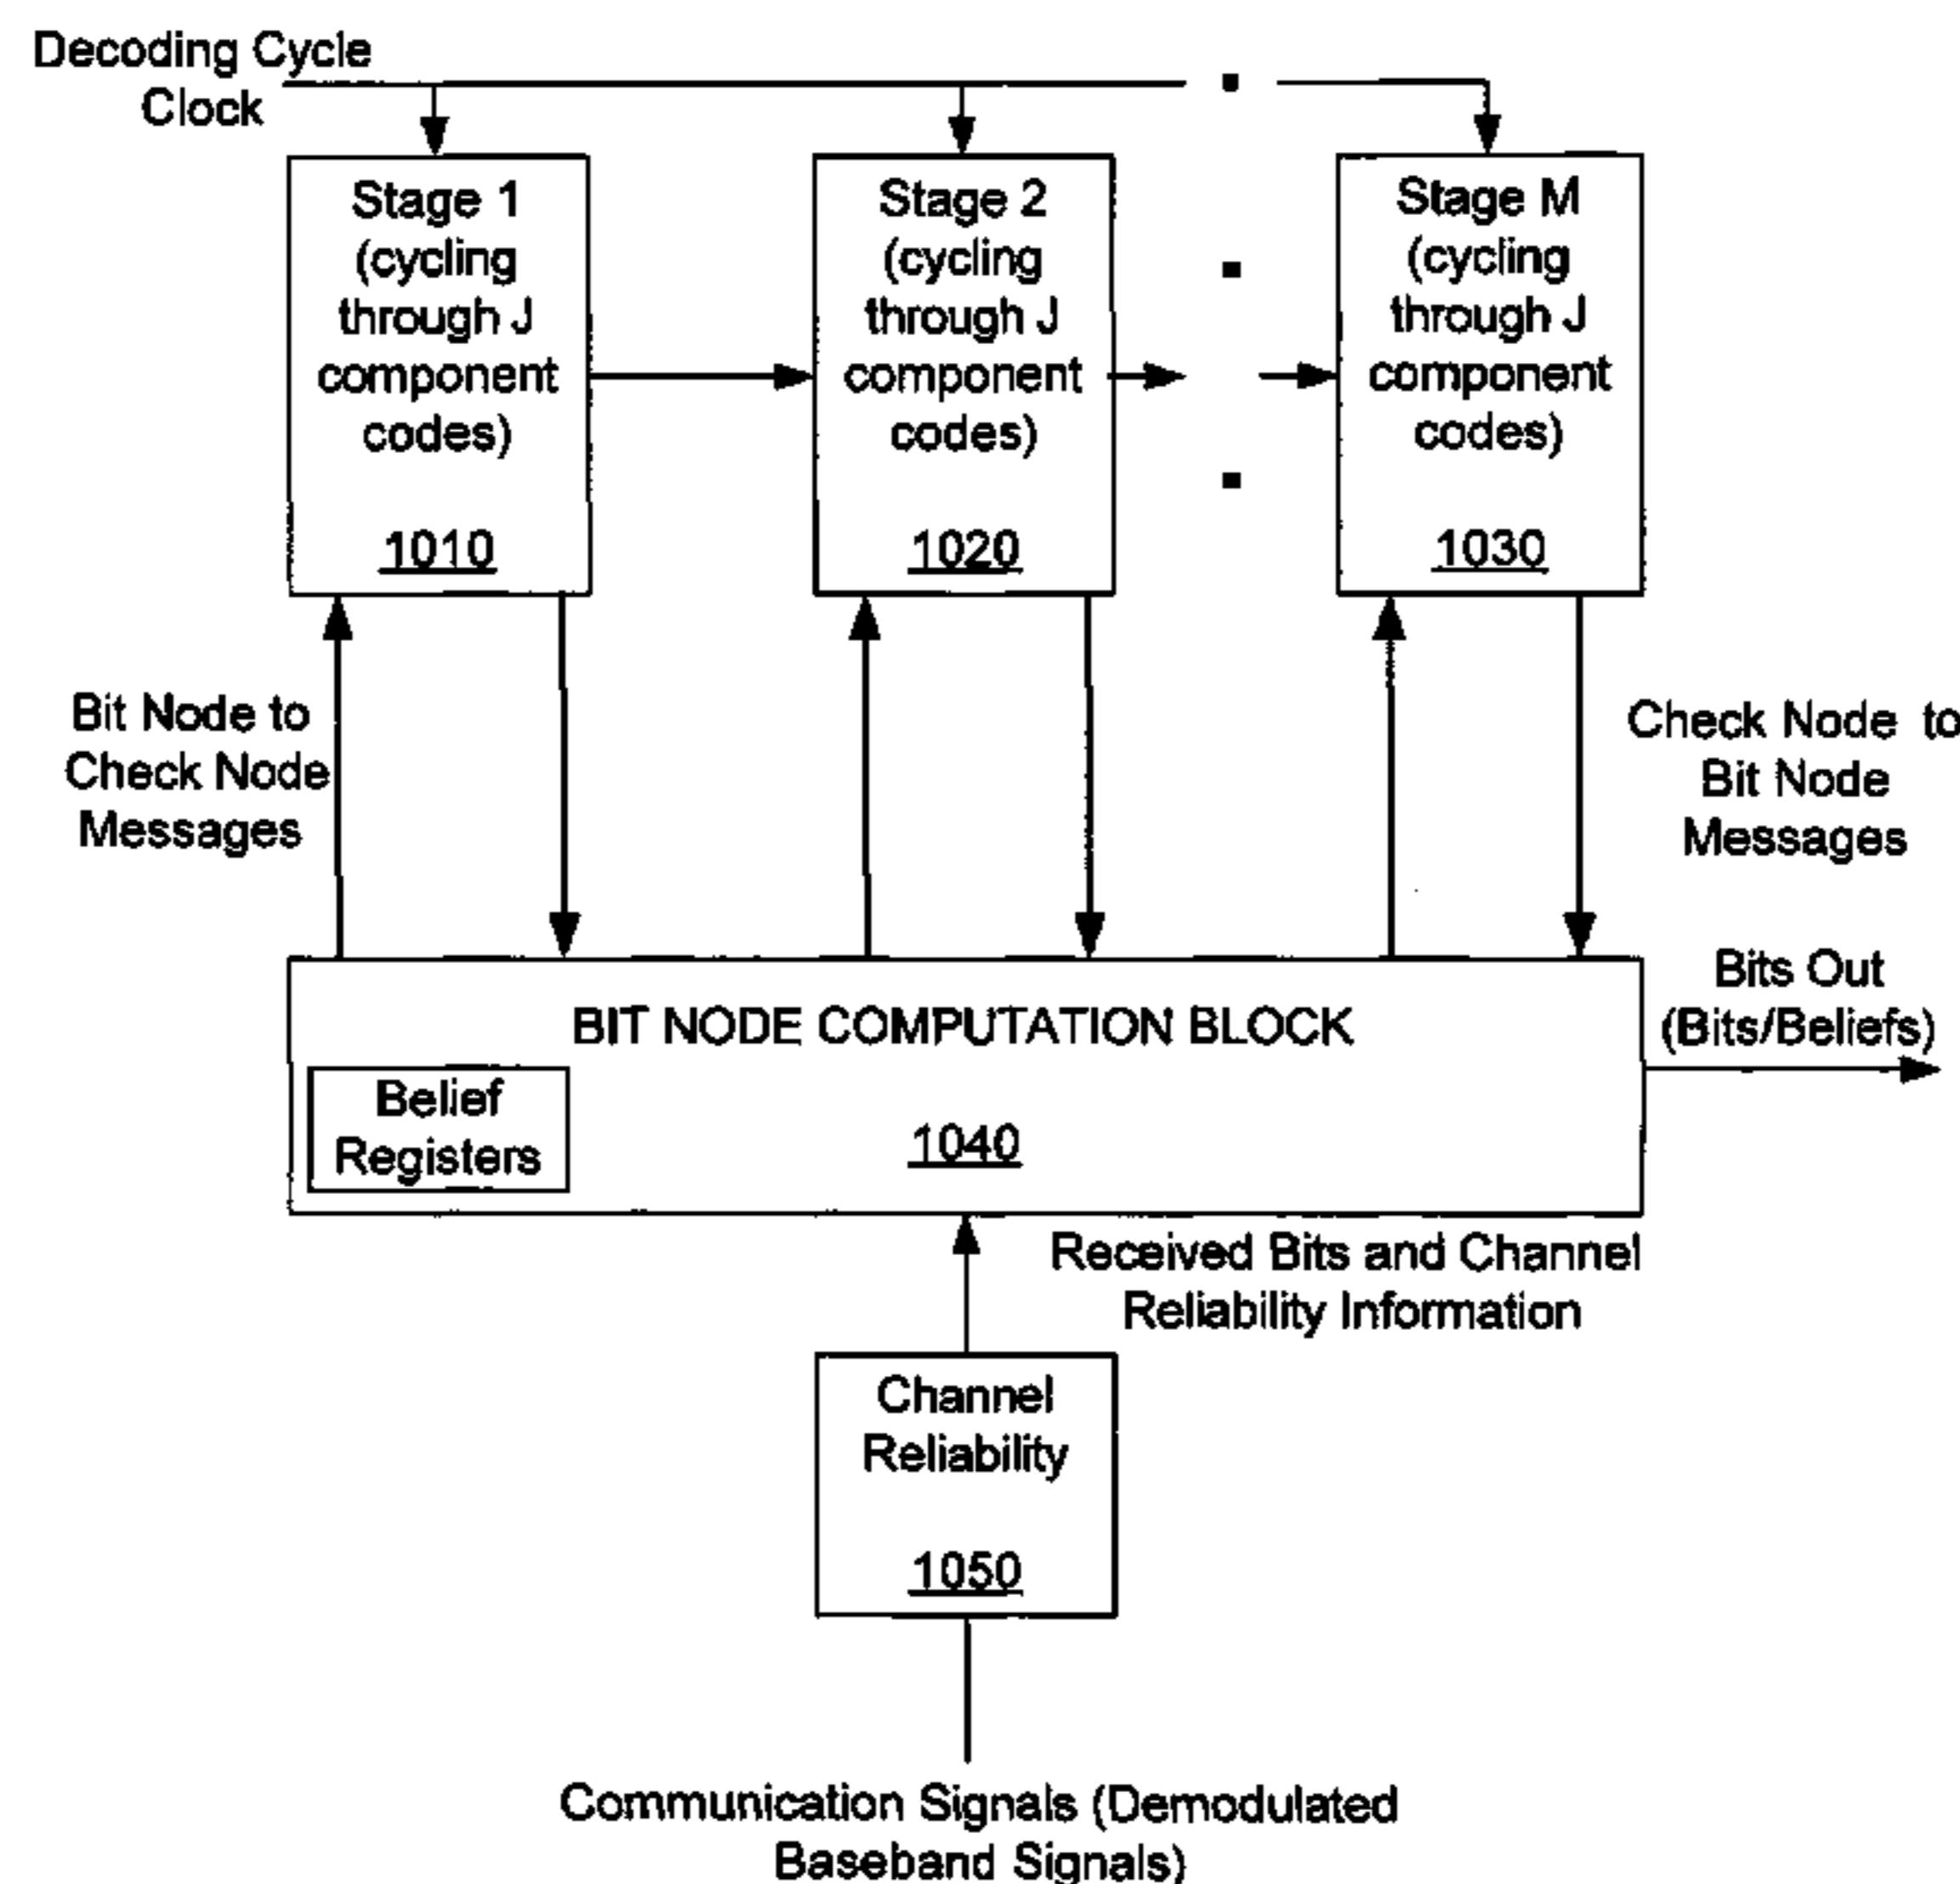 Decoding Cycle
Clock
Stage 1
(cycling
through J
component
codes)
1010
Stage 2
(cycling
through J
component
codes)
1020
Stage M
(cycling
through J
component
codes)
1030
Bit Node to
Check Node
Messages
Check Node to
Bit Node
Messages
BIT NODE COMPUTATION BLOCK
Belief
Registers
1040
Bits Out
(Bits/Beliefs)
Received Bits and Channel
Reliability Information
Channel
Reliability
1050
Communication Signals (Demodulated
Baseband Signals)